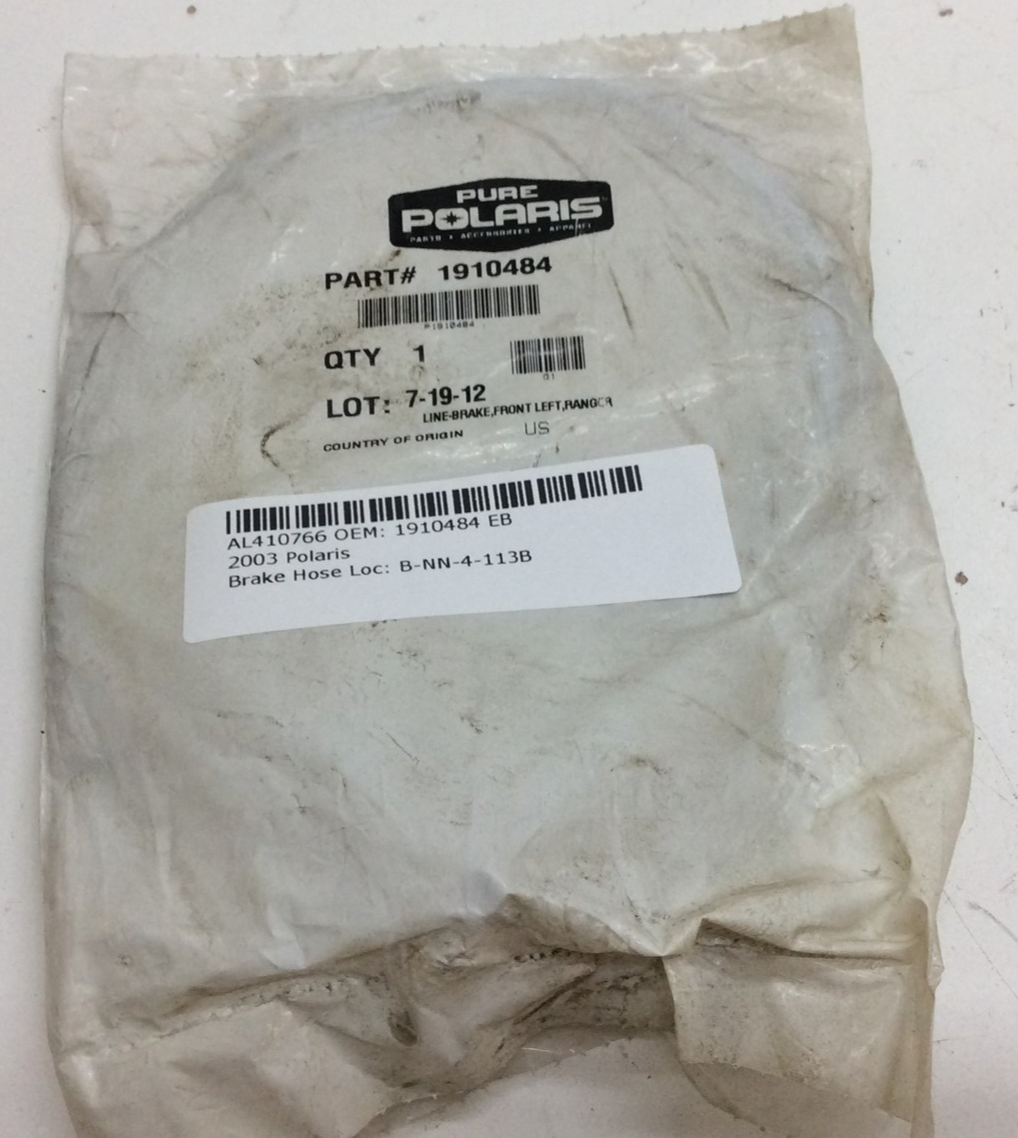 PURE
POLARIS
PARTS • ACCESSORIES • APPAREL
PART# 1910484
P1910484
QTY 1
Q1
LOT: 7-19-12
LINE-BRAKE,FRONT LEFT,RANGER
COUNTRY OF ORIGIN US
AL410766 OEM: 1910484 EB
2003 Polaris
Brake Hose Loc: B-NN-4-113B